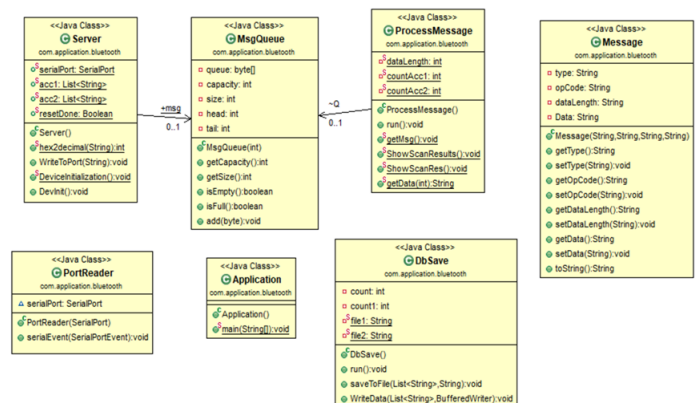 <<Java Class>>
Server
com.application.bluetooth
serialPort: SerialPort
acc1: List<String>
acc2: List<String>
resetDone: Boolean
Server()
hex2decimal(String):int
WriteToPort(String):void
DeviceInitialization():void
DevInit():void
+msg
0..1
<<Java Class>>
MsgQueue
com.application.bluetooth
queue: byte[]
capacity: int
size: int
head: int
tail: int
MsgQueue(int)
getCapacity():int
getSize():int
isEmpty():boolean
isFull():boolean
add(byte):void
~Q
0..1
<<Java Class>>
ProcessMessage
com.application.bluetooth
dataLength: int
countAcc1: int
countAcc2: int
ProcessMessage()
run():void
getMsg():void
ShowScanResults():void
ShowScanRes():void
getData(int):String
<<Java Class>>
Message
com.application.bluetooth
type: String
opCode: String
dataLength: String
Data: String
Message(String,String,String,String)
getType():String
setType(String):void
getOpCode():String
setOpCode(String):void
getDataLength():String
setDataLength(String):void
getData():String
setData(String):void
toString():String
<<Java Class>>
PortReader
com.application.bluetooth
serialPort: SerialPort
PortReader(SerialPort)
serialEvent(SerialPortEvent):void
<<Java Class>>
Application
com.application.bluetooth
Application()
main(String[]):void
<<Java Class>>
DbSave
com.application.bluetooth
count: int
count1: int
file1: String
file2: String
DbSave()
run():void
saveToFile(List<String>,String):void
WriteData(List<String>,BufferedWriter):void